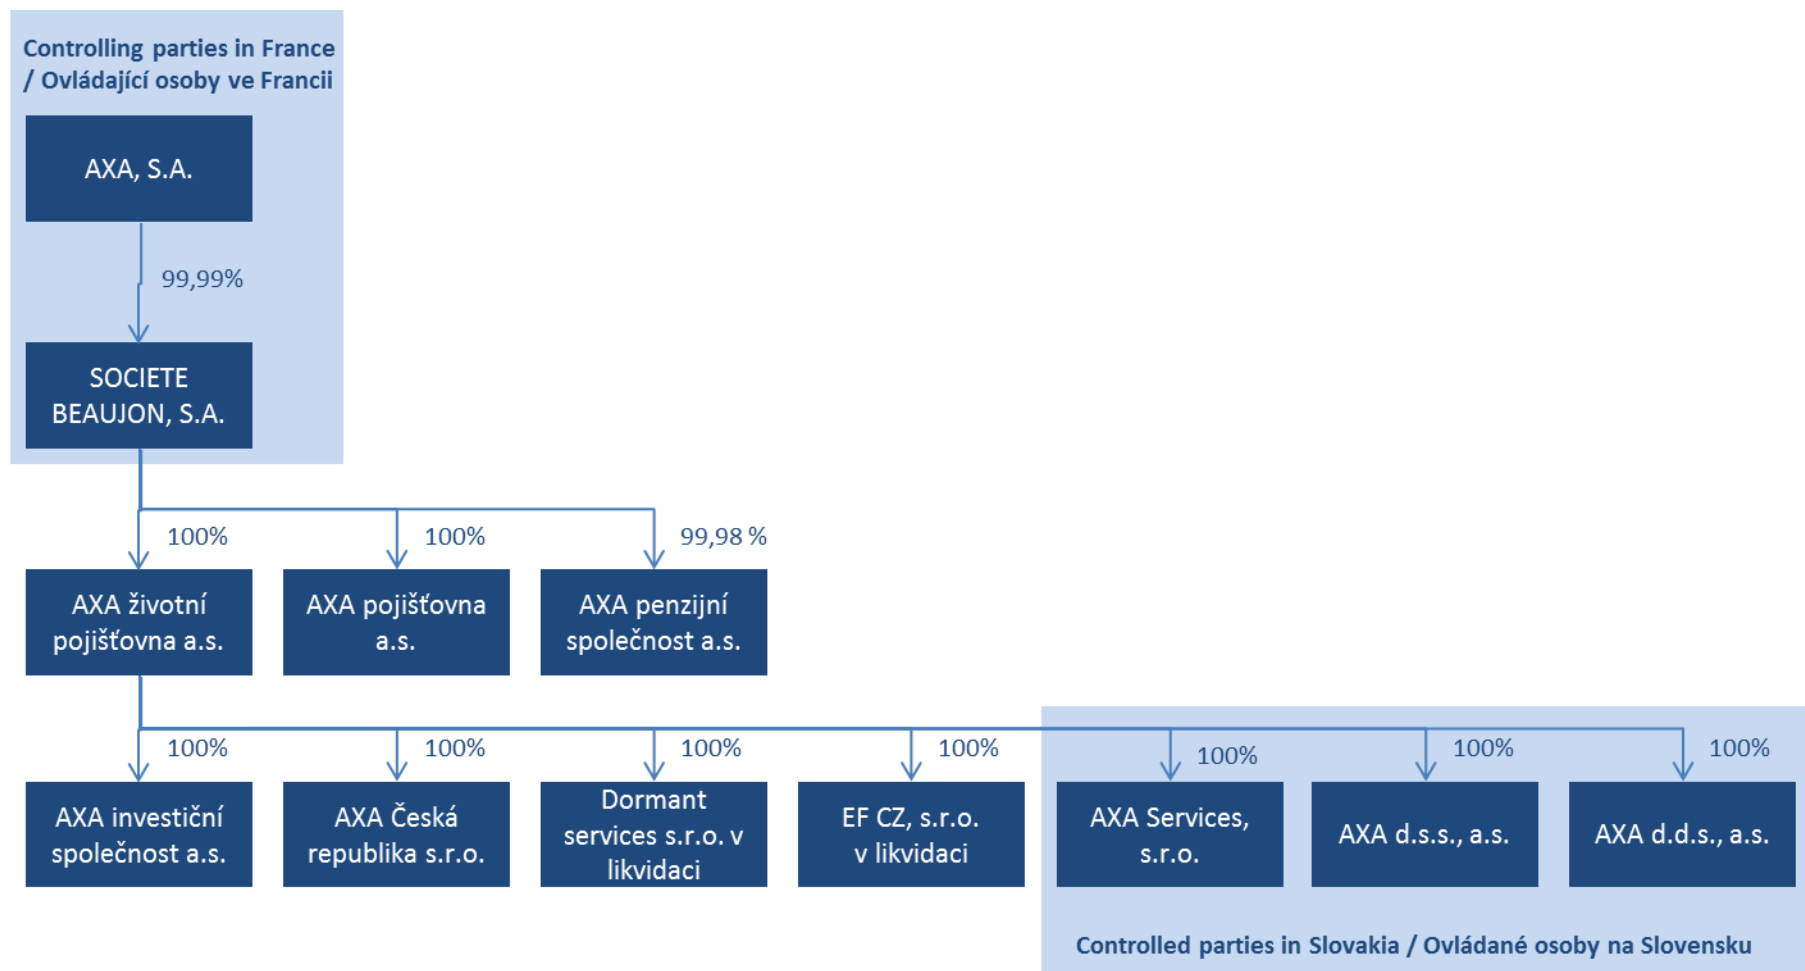 Controlling parties in France
/ Ovládající osoby ve Francii
AXA, S.A.
99,99%
SOCIETE
BEAUJON, S.A.
100%
100%
99,98 %
AXA životní
pojišťovna a.s.
AXA pojišťovna
a.s.
AXA penzijní
společnost a.s.
100%
100%
100%
100%
100%
100%
100%
AXA investiční
společnost a.s.
AXA Česká
republika s.r.o.
Dormant
services s.r.o. v
likvidaci
EF CZ, s.r.o.
v likvidaci
AXA Services,
s.r.o.
AXA d.s.s., a.s.
AXA d.d.s., a.s.
Controlled parties in Slovakia / Ovládané osoby na Slovensku